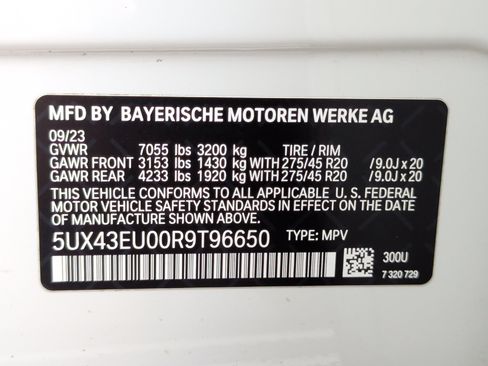 MFD BY BAYERISCHE MOTOREN WERKE AG
09/23
GVWR 7055 lbs 3200 kg TIRE / RIM
GAWR FRONT 3153 lbs 1430 kg WITH 275/45 R20 /9.0J x 20
GAWR REAR 4233 lbs 1920 kg WITH 275/45 R20 /9.0J x 20
THIS VEHICLE CONFORMS TO ALL APPLICABLE U. S. FEDERAL
MOTOR VEHICLE SAFETY STANDARDS IN EFFECT ON THE
DATE OF MANUFACTURE SHOWN ABOVE.
5UX43EU00R9T96650 TYPE: MPV
300U
7 320 729